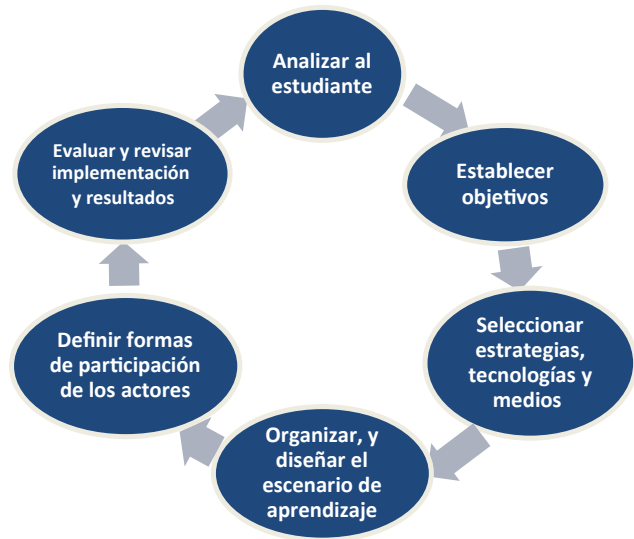 Analizar al
estudiante
Establecer
objetivos
Seleccionar
estrategias,
tecnologías y
medios
Organizar, y
diseñar el
escenario de
aprendizaje
Definir formas
de participación
de los actores
Evaluar y revisar
implementación
y resultados